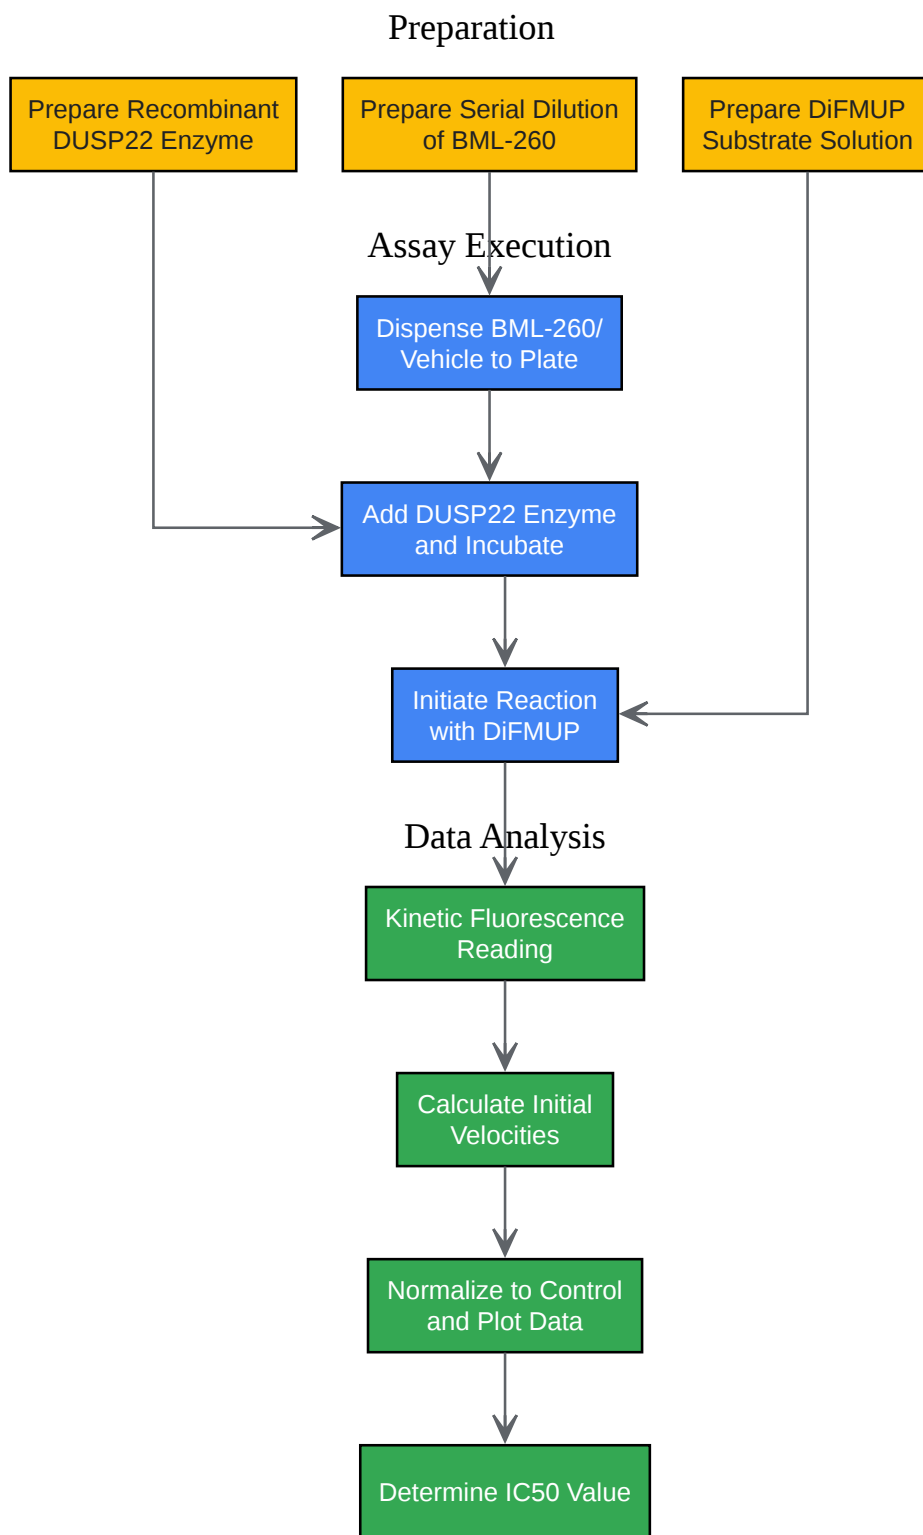 Preparation
Prepare Recombinant
DUSP22 Enzyme
Prepare Serial Dilution
of BML-260
Prepare DiFMUP
Substrate Solution
Assay Execution
Dispense BML-260/
Vehicle to Plate
Add DUSP22 Enzyme
and Incubate
Initiate Reaction
with DiFMUP
Data Analysis
Kinetic Fluorescence
Reading
Calculate Initial
Velocities
Normalize to Control
and Plot Data
Determine IC50 Value